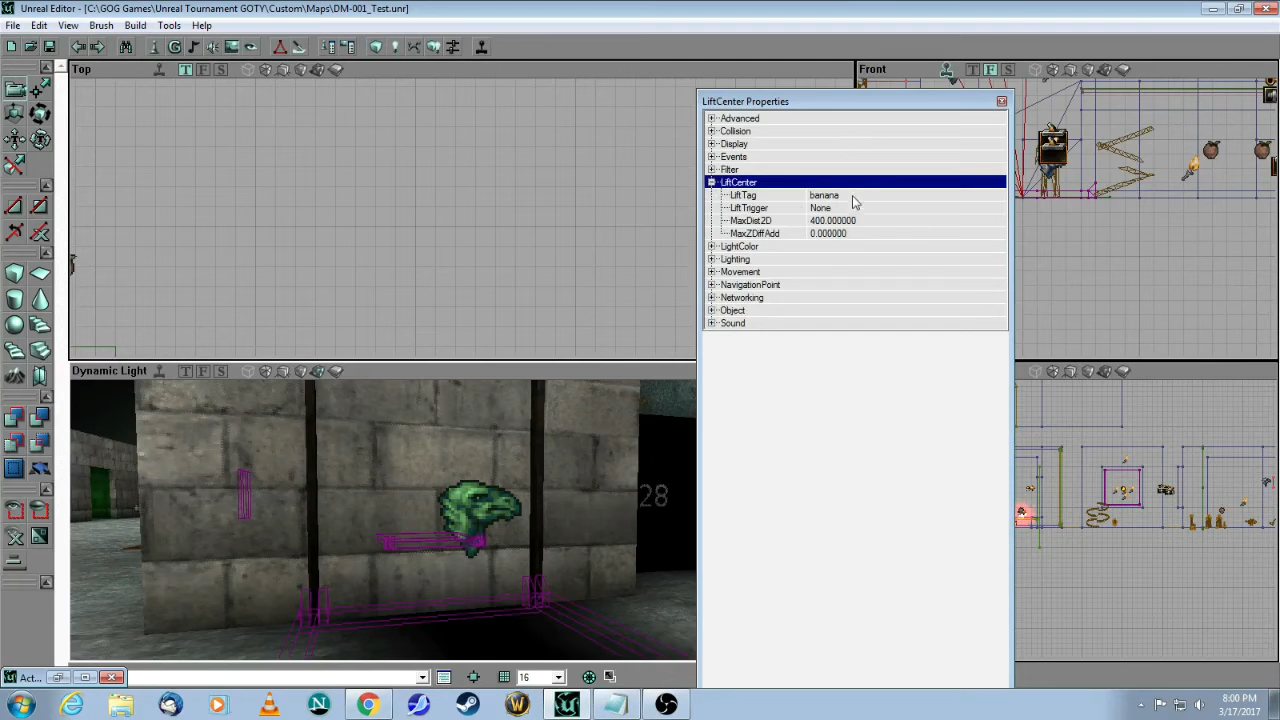 Unreal Editor - [C:\GOG Games\Unreal Tournament GOTY\Custom\Maps\DM-001_Test.unr]
File Edit View Brush Build Tools Help
Top T F S
Front T F S
LiftCenter Properties
Advanced
Collision
Display
Events
Filter
LiftCenter
LiftTag banana
LiftTrigger None
MaxDist2D 400.000000
MaxZDiffAdd 0.000000
LightColor
Lighting
Movement
NavigationPoint
Networking
Object
Sound
Dynamic Light T F S
28
Act...
16
8:00 PM
3/17/2017